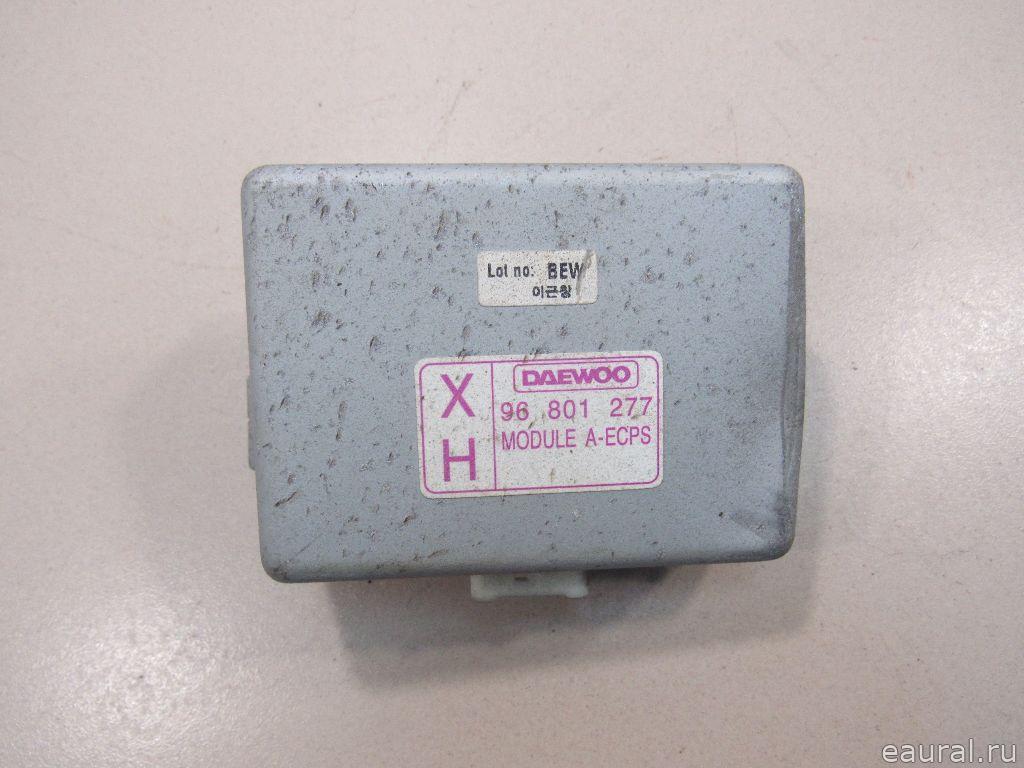 Lot no: BEW
이근창
X
H
DAEWOO
96 801 277
MODULE A-ECPS
eaural.ru